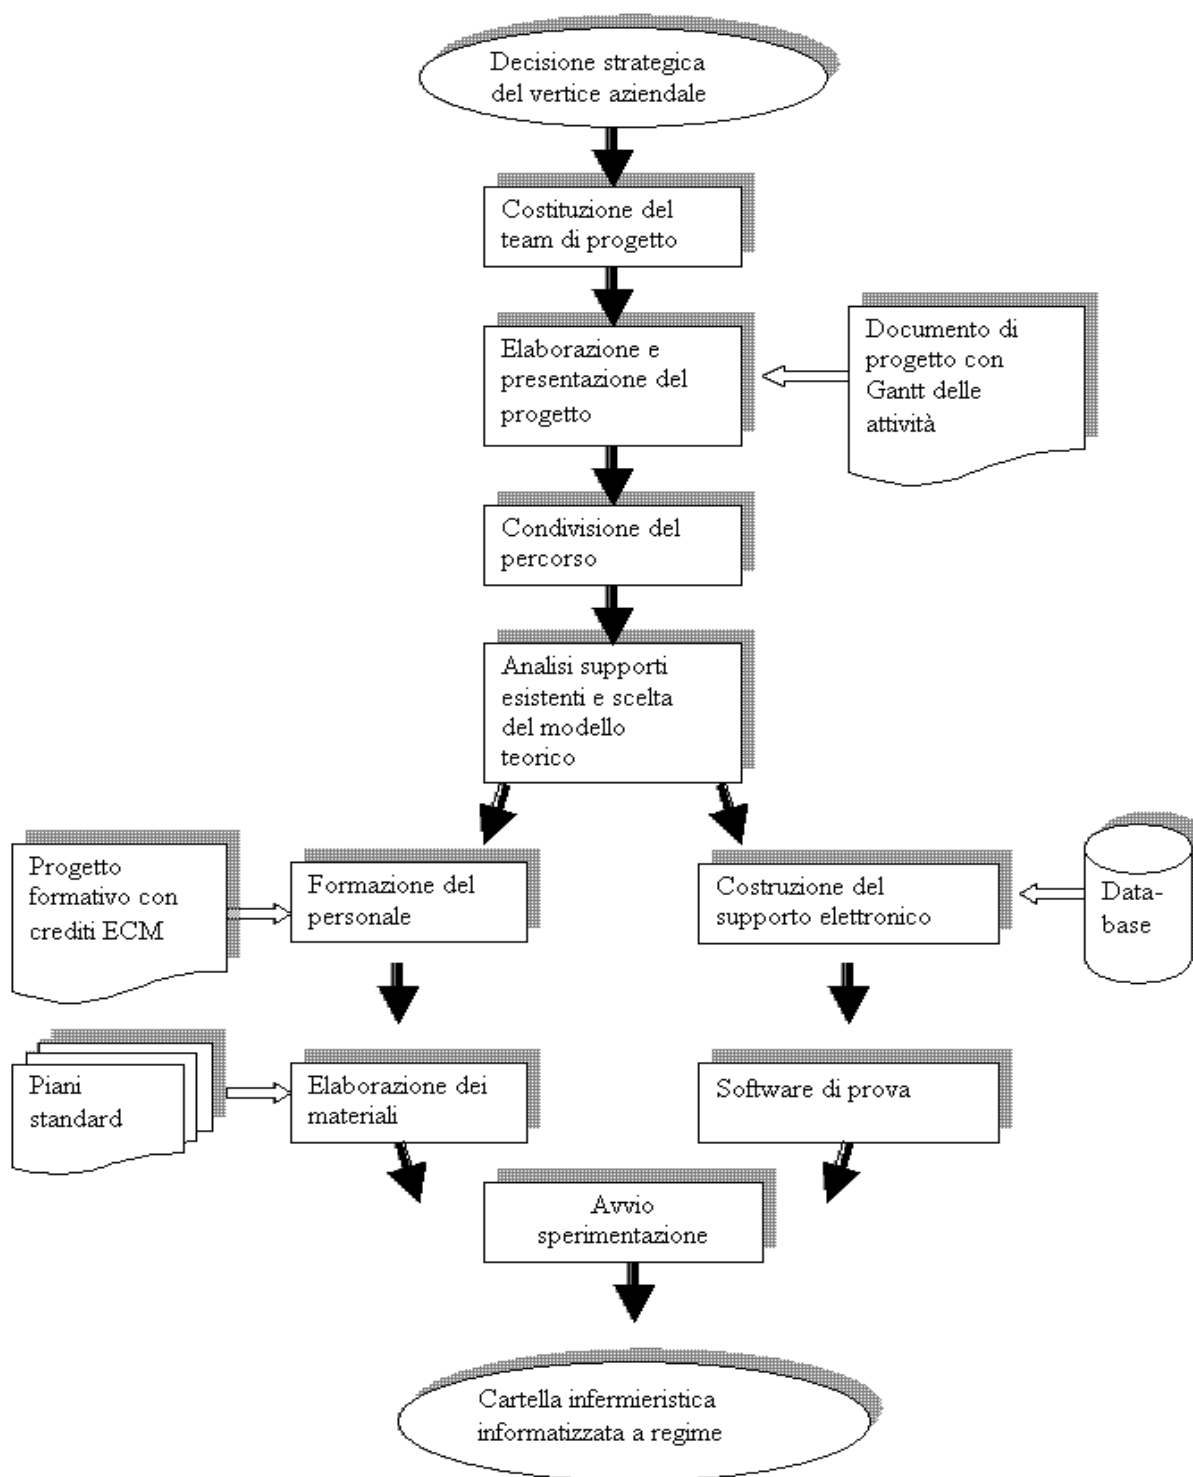 Decisione strategica
del vertice aziendale
Costituzione del
team di progetto
Elaborazione e
presentazione del
progetto
Documento di
progetto con
Gantt delle
attività
Condivisione del
percorso
Analisi supporti
esistenti e scelta
del modello
teorico
Progetto
formativo con
crediti ECM
Formazione del
personale
Costruzione del
supporto elettronico
Data-
base
Piani
standard
Elaborazione dei
materiali
Software di prova
Avvio
sperimentazione
Cartella infermieristica
informatizzata a regime